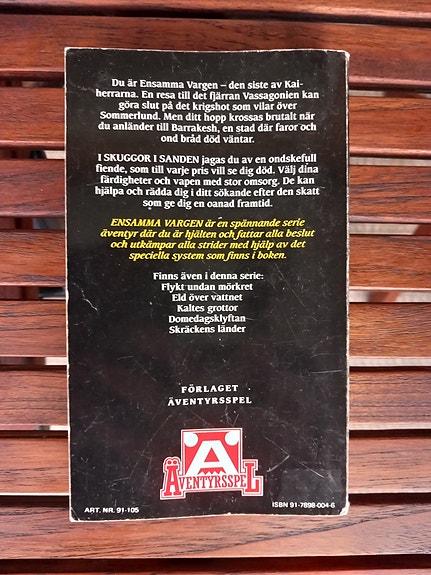 Du är Ensamma Vargen – den siste av Kai-
herrarna. En resa till det fjärran Vassagonien kan
göra slut på det krigshot som vilar över
Sommerlund. Men ditt hopp krossas brutalt när
du anländer till Barrakesh, en stad där faror och
ond bråd död väntar.
I SKUGGOR I SANDEN jagas du av en ondskefull
fiende, som till varje pris vill se dig död. Välj dina
färdigheter och vapen med stor omsorg. De kan
hjälpa och rädda dig i ditt sökande efter den skatt
som ge dig en oanad framtid.
ENSAMMA VARGEN är en spännande serie
äventyr där du är hjälten och fattar alla beslut
och utkämpar alla strider med hjälp av det
speciella system som finns i boken.
Finns även i denna serie:
Flykt undan mörkret
Eld över vattnet
Kaltes grottor
Domedagsklyftan
Skräckens länder
FÖRLAGET
ÄVENTYRSSPEL
A
ÄVENTYRSSPEL
ART. NR. 91-105
ISBN 91-7898-004-6